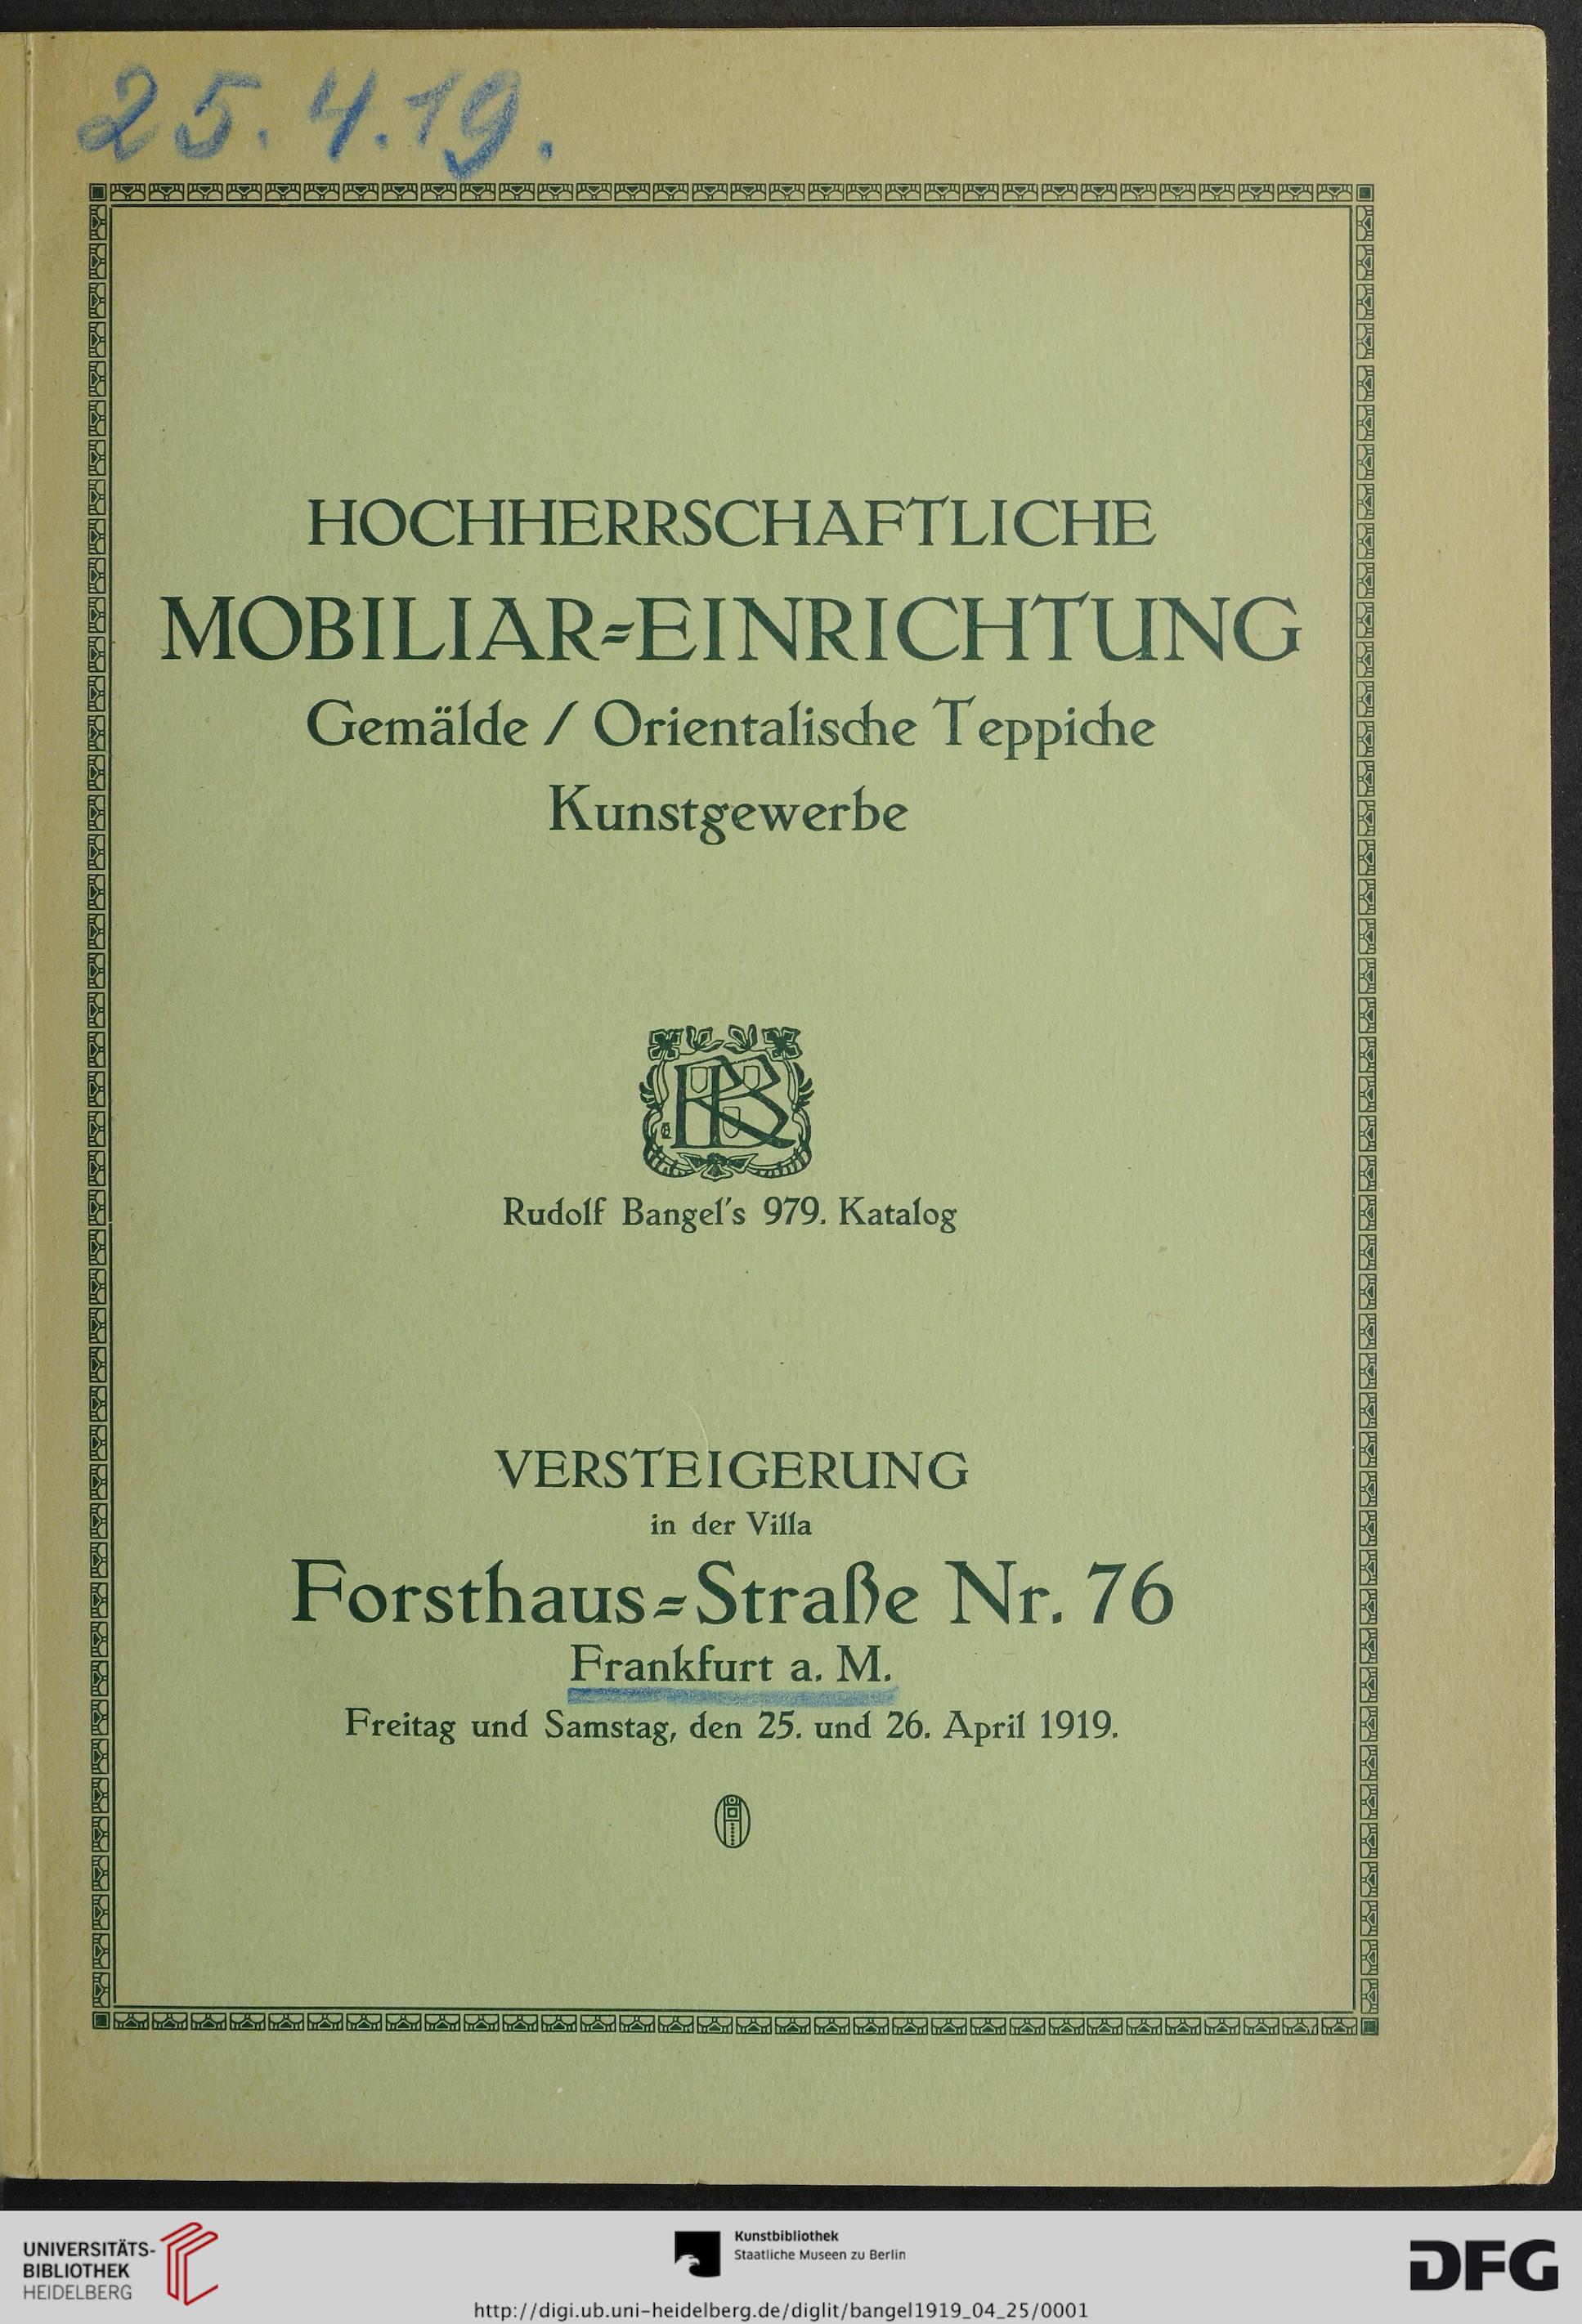 25.4.19.
HOCHHERRSCHAFTLICHE
MOBILIAR=EINRICHTUNG
Gemälde / Orientalische Teppiche
Kunstgewerbe
RB
Rudolf Bangel's 979. Katalog
VERSTEIGERUNG
in der Villa
Forsthaus=Straße Nr. 76
Frankfurt a. M.
Freitag und Samstag, den 25. und 26. April 1919.
UNIVERSITÄTS-
BIBLIOTHEK
HEIDELBERG
Kunstbibliothek
Staatliche Museen zu Berlin
DFG
http://digi.ub.uni-heidelberg.de/diglit/bangel1919_04_25/0001